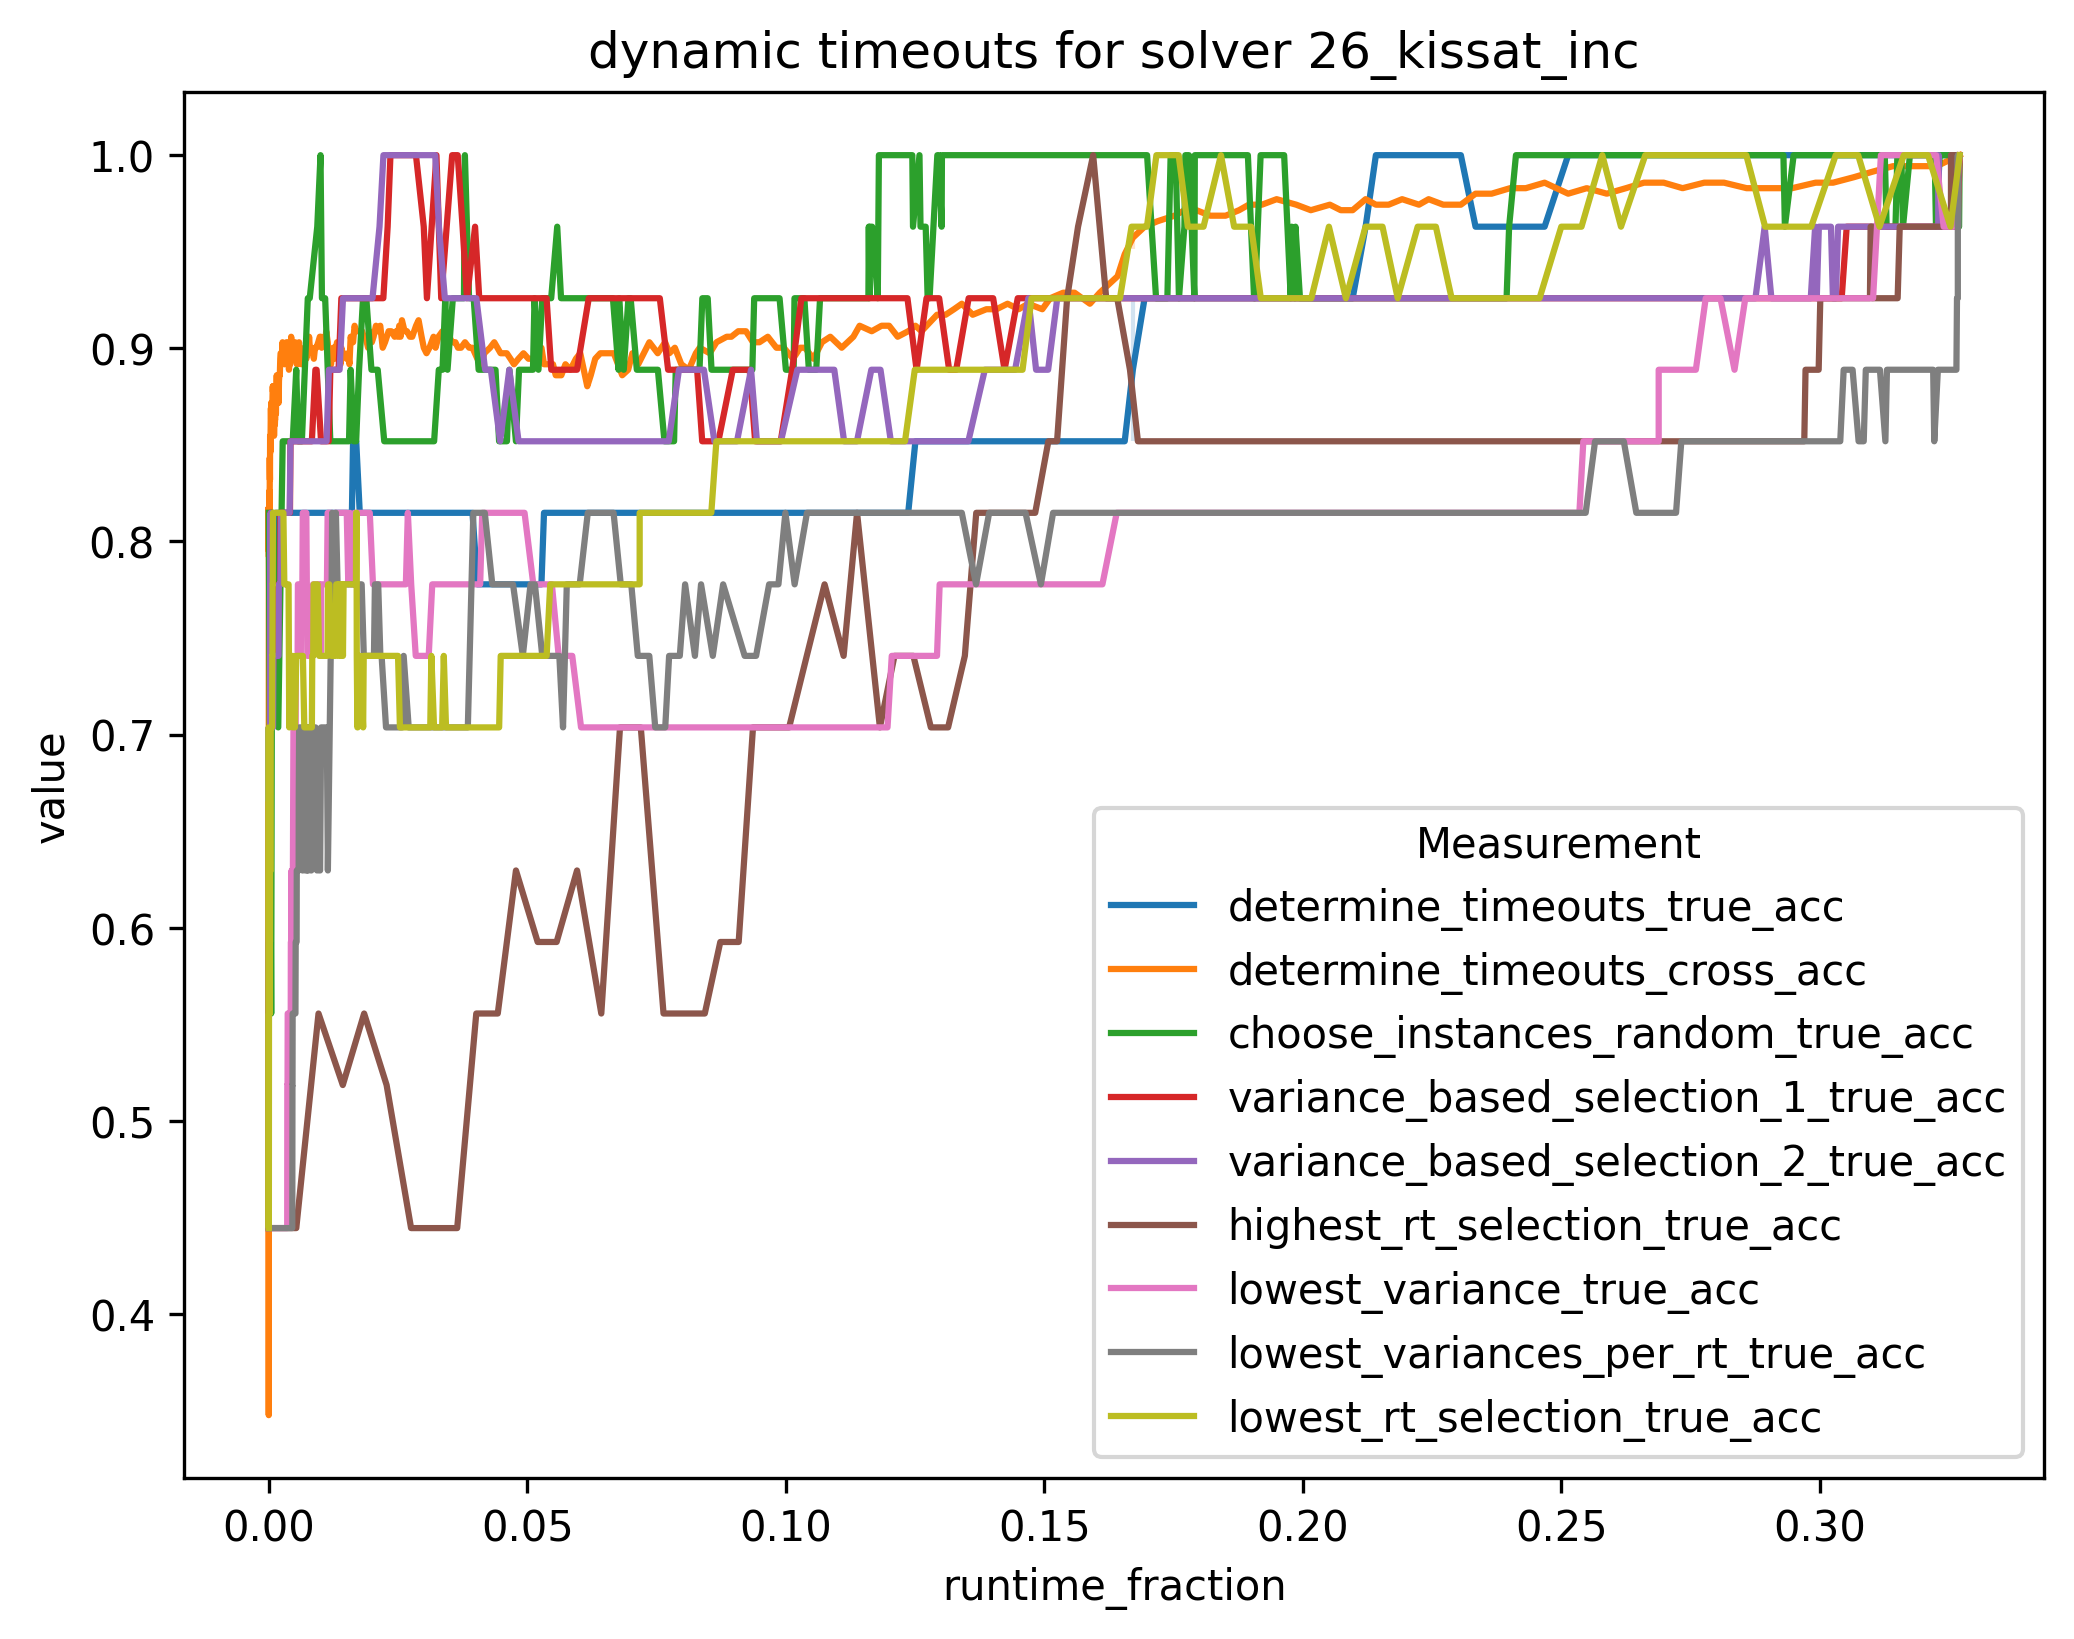 dynamic timeouts for solver 26_kissat_inc
1.0
0.9
0.8
0.7
0.6
0.5
0.4
value
0.00 0.05 0.10 0.15 0.20 0.25 0.30
runtime_fraction
Measurement
determine_timeouts_true_acc
determine_timeouts_cross_acc
choose_instances_random_true_acc
variance_based_selection_1_true_acc
variance_based_selection_2_true_acc
highest_rt_selection_true_acc
lowest_variance_true_acc
lowest_variances_per_rt_true_acc
lowest_rt_selection_true_acc